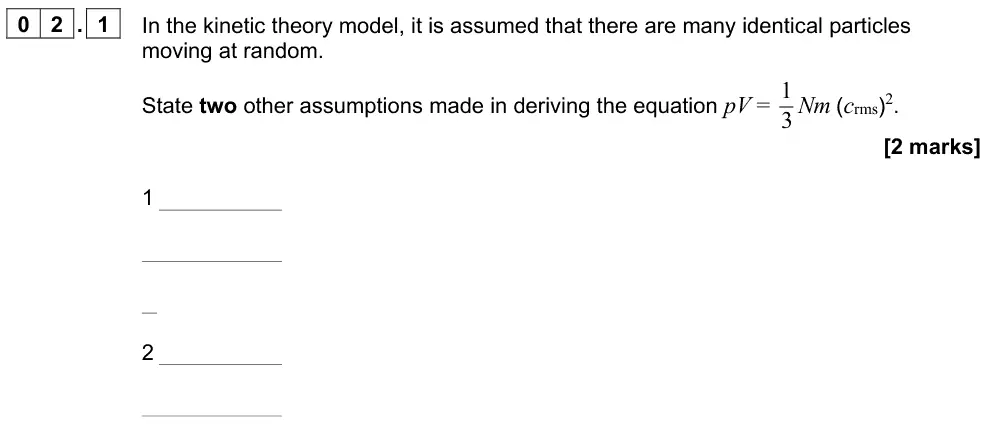 0 2 . 1 In the kinetic theory model, it is assumed that there are many identical particles
moving at random.
State two other assumptions made in deriving the equation pV = 1/3 Nm (c_rms)².
[2 marks]
1
2